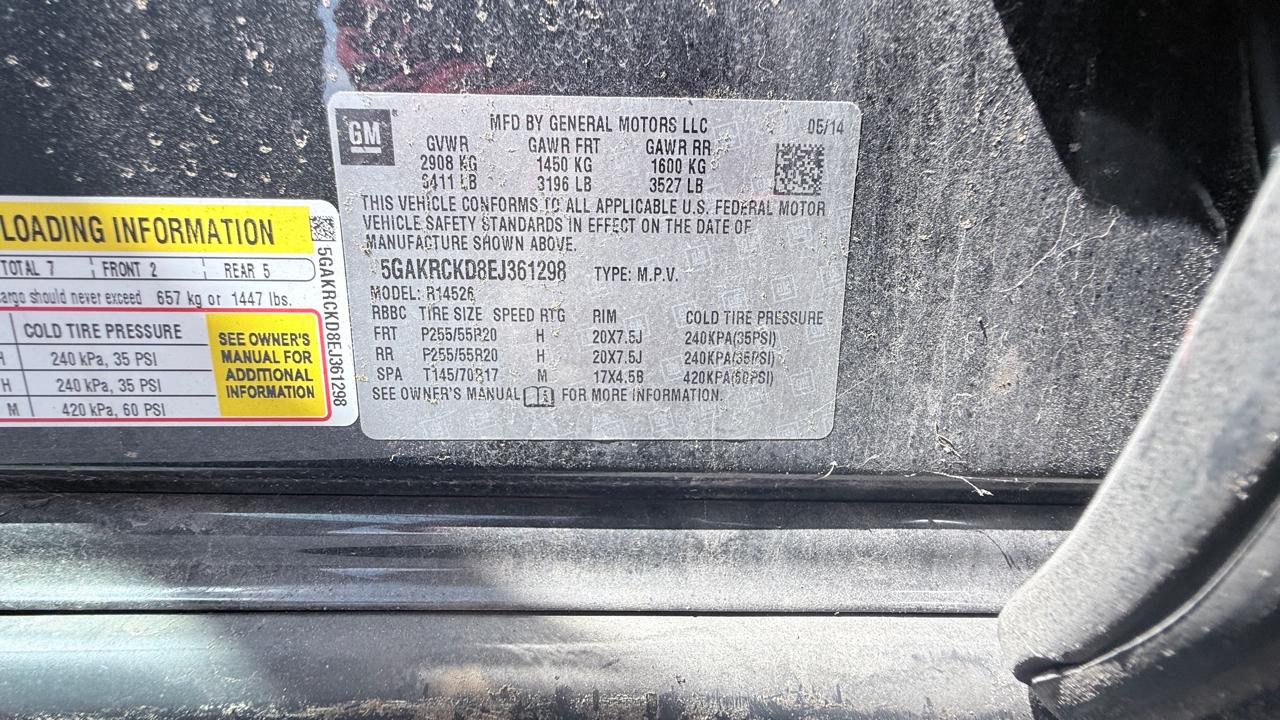 LOADING INFORMATION
TOTAL 7 FRONT 2 REAR 5
cargo should never exceed 657 kg or 1447 lbs.
COLD TIRE PRESSURE
H 240 kPa, 35 PSI
H 240 kPa, 35 PSI
M 420 kPa, 60 PSI
SEE OWNER'S
MANUAL FOR
ADDITIONAL
INFORMATION
5GAKRCKD8EJ361298
GM
MFD BY GENERAL MOTORS LLC 05/14
GVWR GAWR FRT GAWR RR
2908 KG 1450 KG 1600 KG
6411 LB 3196 LB 3527 LB
THIS VEHICLE CONFORMS TO ALL APPLICABLE U.S. FEDERAL MOTOR
VEHICLE SAFETY STANDARDS IN EFFECT ON THE DATE OF
MANUFACTURE SHOWN ABOVE.
5GAKRCKD8EJ361298 TYPE: M.P.V.
MODEL: R14526
RBBC TIRE SIZE SPEED RTG RIM COLD TIRE PRESSURE
FRT P255/55R20 H 20X7.5J 240KPA(35PSI)
RR P255/55R20 H 20X7.5J 240KPA(35PSI)
SPA T145/70R17 M 17X4.5B 420KPA(60PSI)
SEE OWNER'S MANUAL FOR MORE INFORMATION.